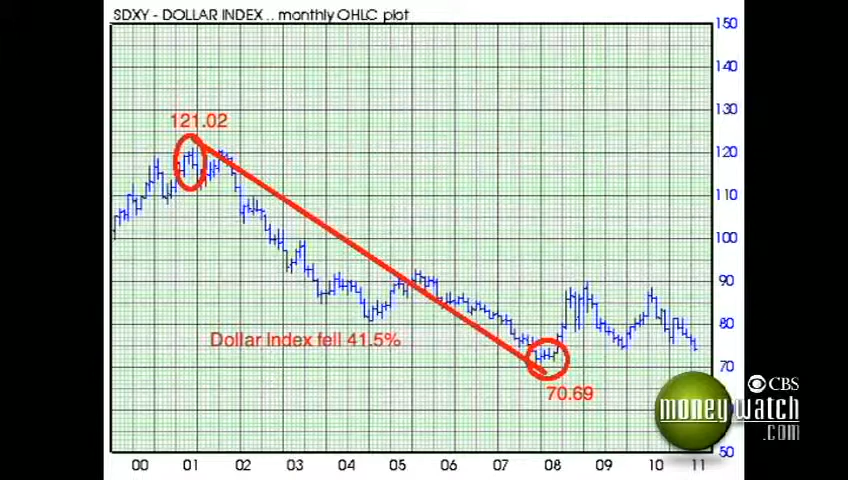 SDXY - DOLLAR INDEX .. monthly OHLC plot
150
140
130
121.02
120
110
100
90
80
Dollar Index fell 41.5%
70
70.69
CBS
moneywatch
.com
50
00 01 02 03 04 05 06 07 08 09 10 11